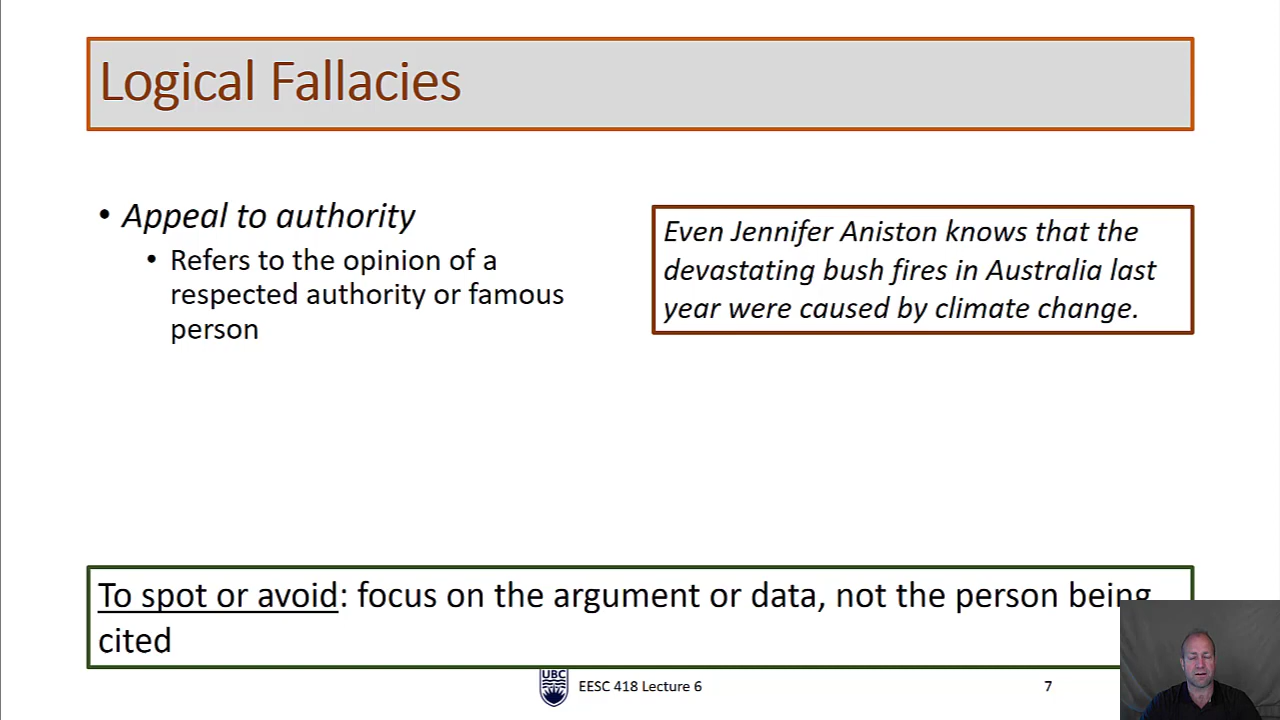 Logical Fallacies
• Appeal to authority
• Refers to the opinion of a
respected authority or famous
person
Even Jennifer Aniston knows that the
devastating bush fires in Australia last
year were caused by climate change.
To spot or avoid: focus on the argument or data, not the person being
cited
UBC
EESC 418 Lecture 6
7